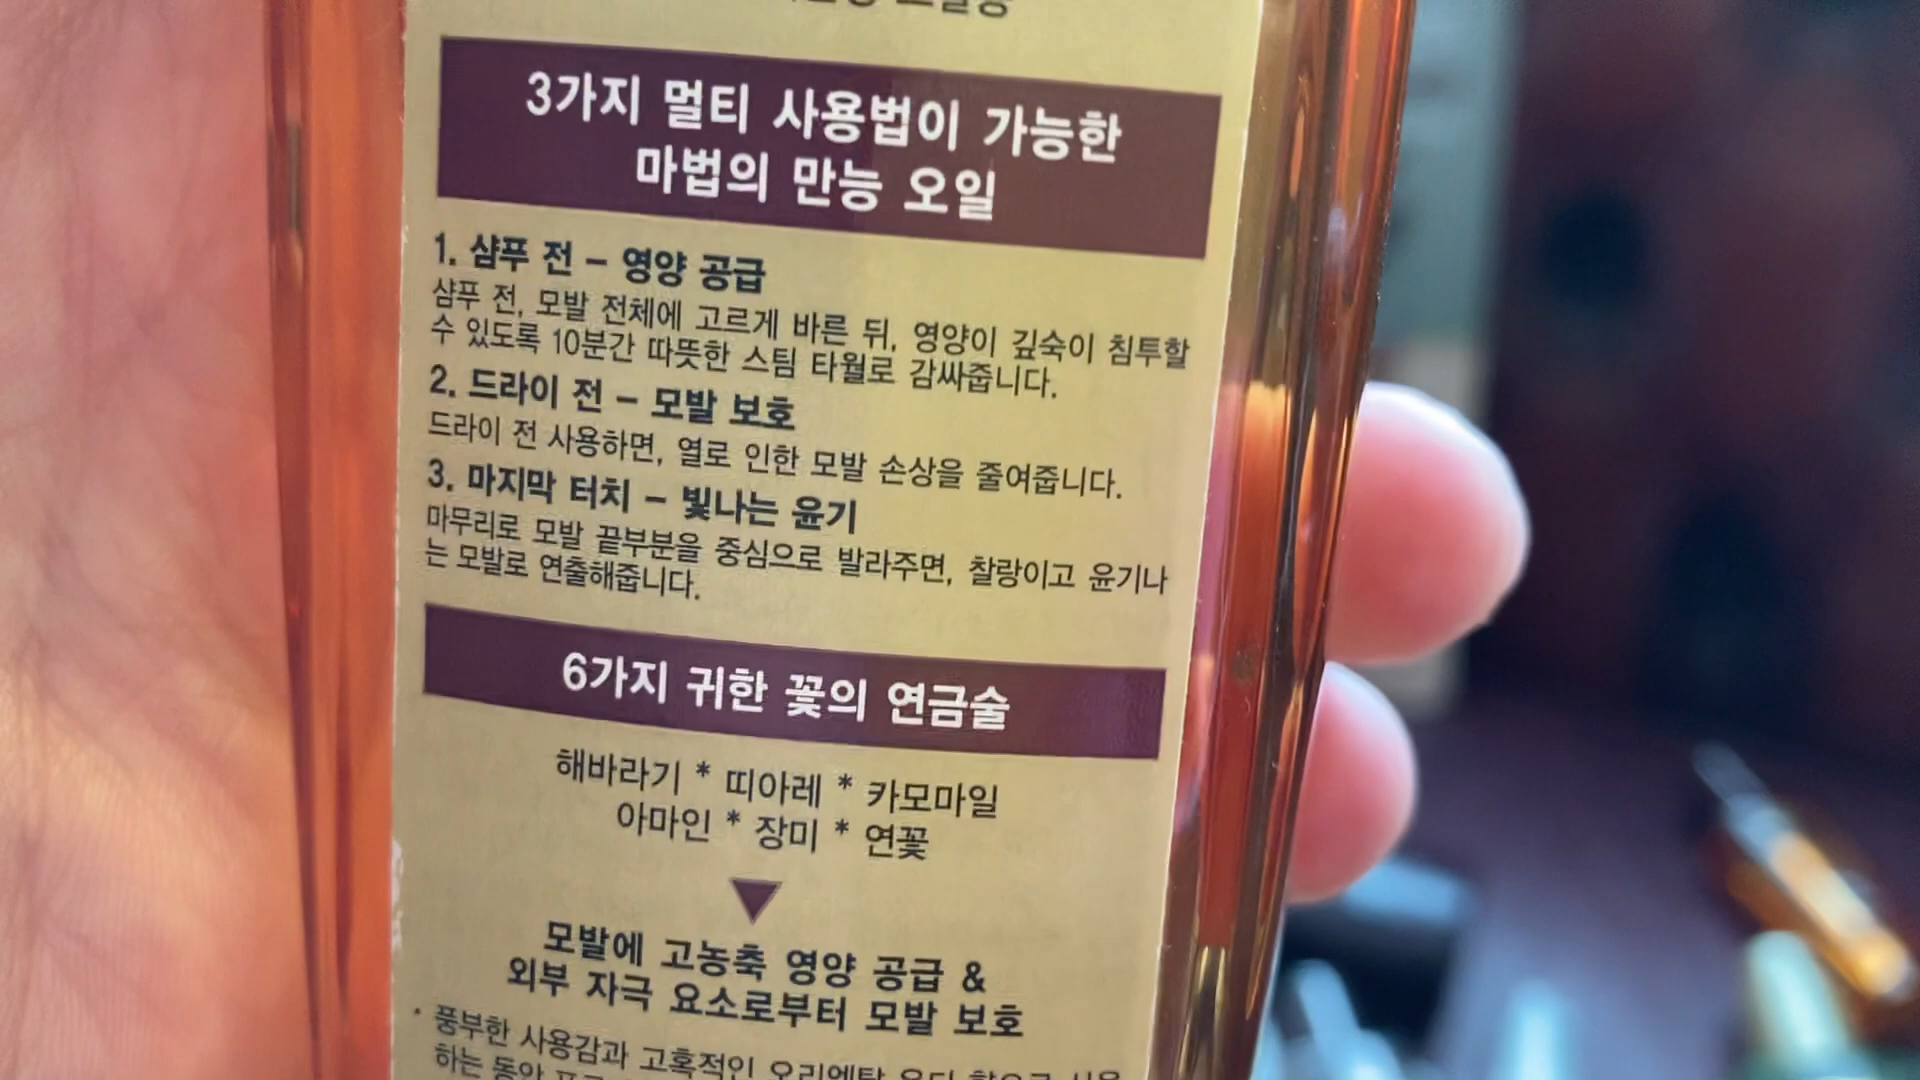 3가지 멀티 사용법이 가능한
마법의 만능 오일
1. 샴푸 전 – 영양 공급
샴푸 전, 모발 전체에 고르게 바른 뒤, 영양이 깊숙이 침투할
수 있도록 10분간 따뜻한 스팀 타월로 감싸줍니다.
2. 드라이 전 – 모발 보호
드라이 전 사용하면, 열로 인한 모발 손상을 줄여줍니다.
3. 마지막 터치 – 빛나는 윤기
마무리로 모발 끝부분을 중심으로 발라주면, 찰랑이고 윤기나
는 모발로 연출해줍니다.
6가지 귀한 꽃의 연금술
해바라기 * 띠아레 * 카모마일
아마인 * 장미 * 연꽃
모발에 고농축 영양 공급 &
외부 자극 요소로부터 모발 보호
· 풍부한 사용감과 고혹적인 오리엔탈
하는 동안